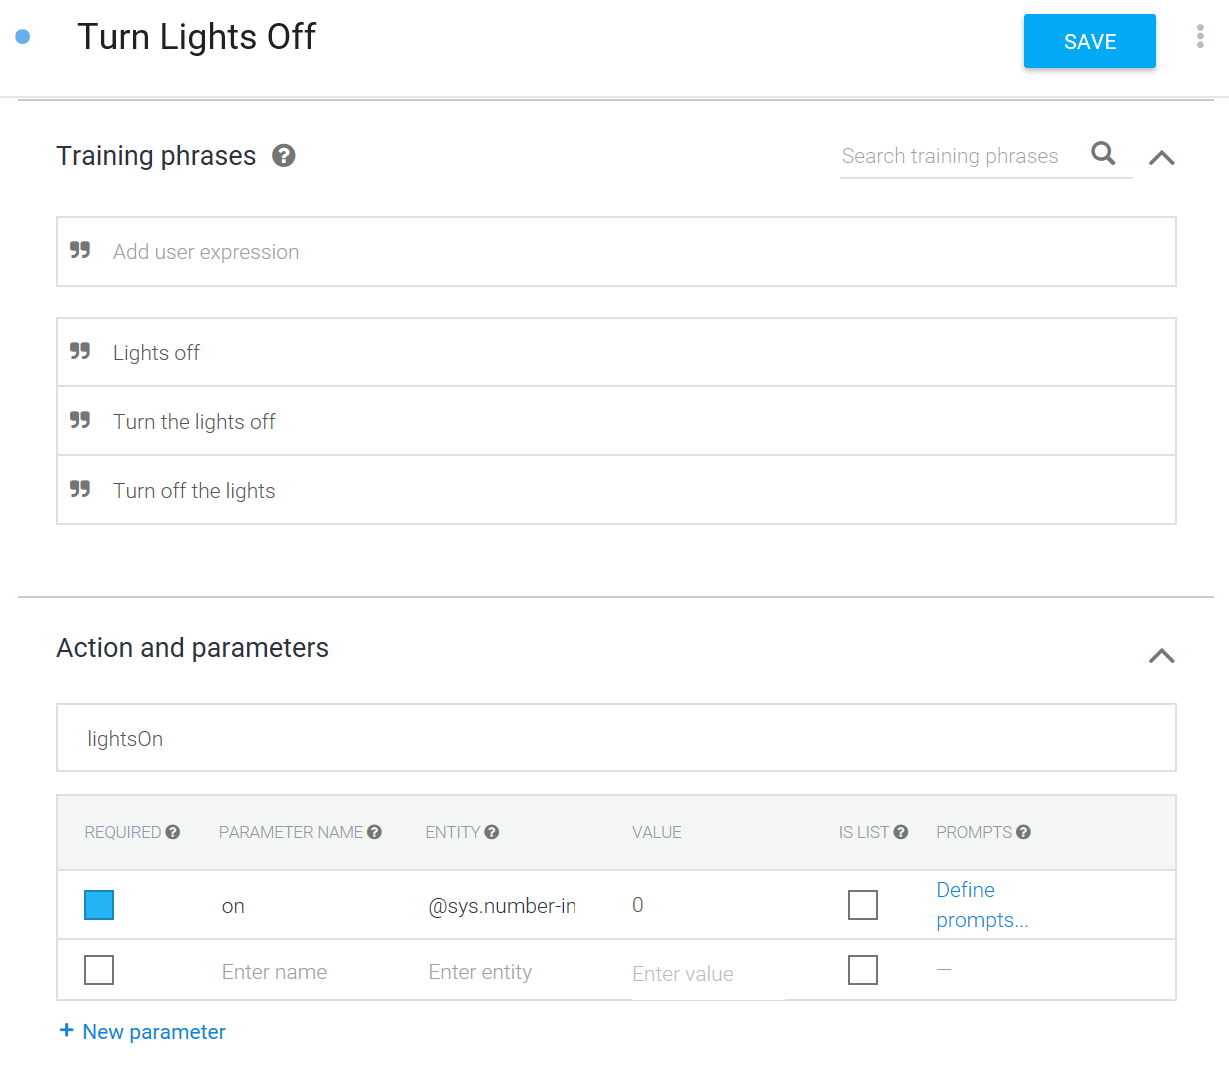 Turn Lights Off
SAVE
Training phrases ?
Search training phrases
Add user expression
Lights off
Turn the lights off
Turn off the lights
Action and parameters
lightsOn
REQUIRED ? PARAMETER NAME ? ENTITY ? VALUE IS LIST ? PROMPTS ?
on @sys.number-in 0 Define prompts...
Enter name Enter entity Enter value —
+ New parameter